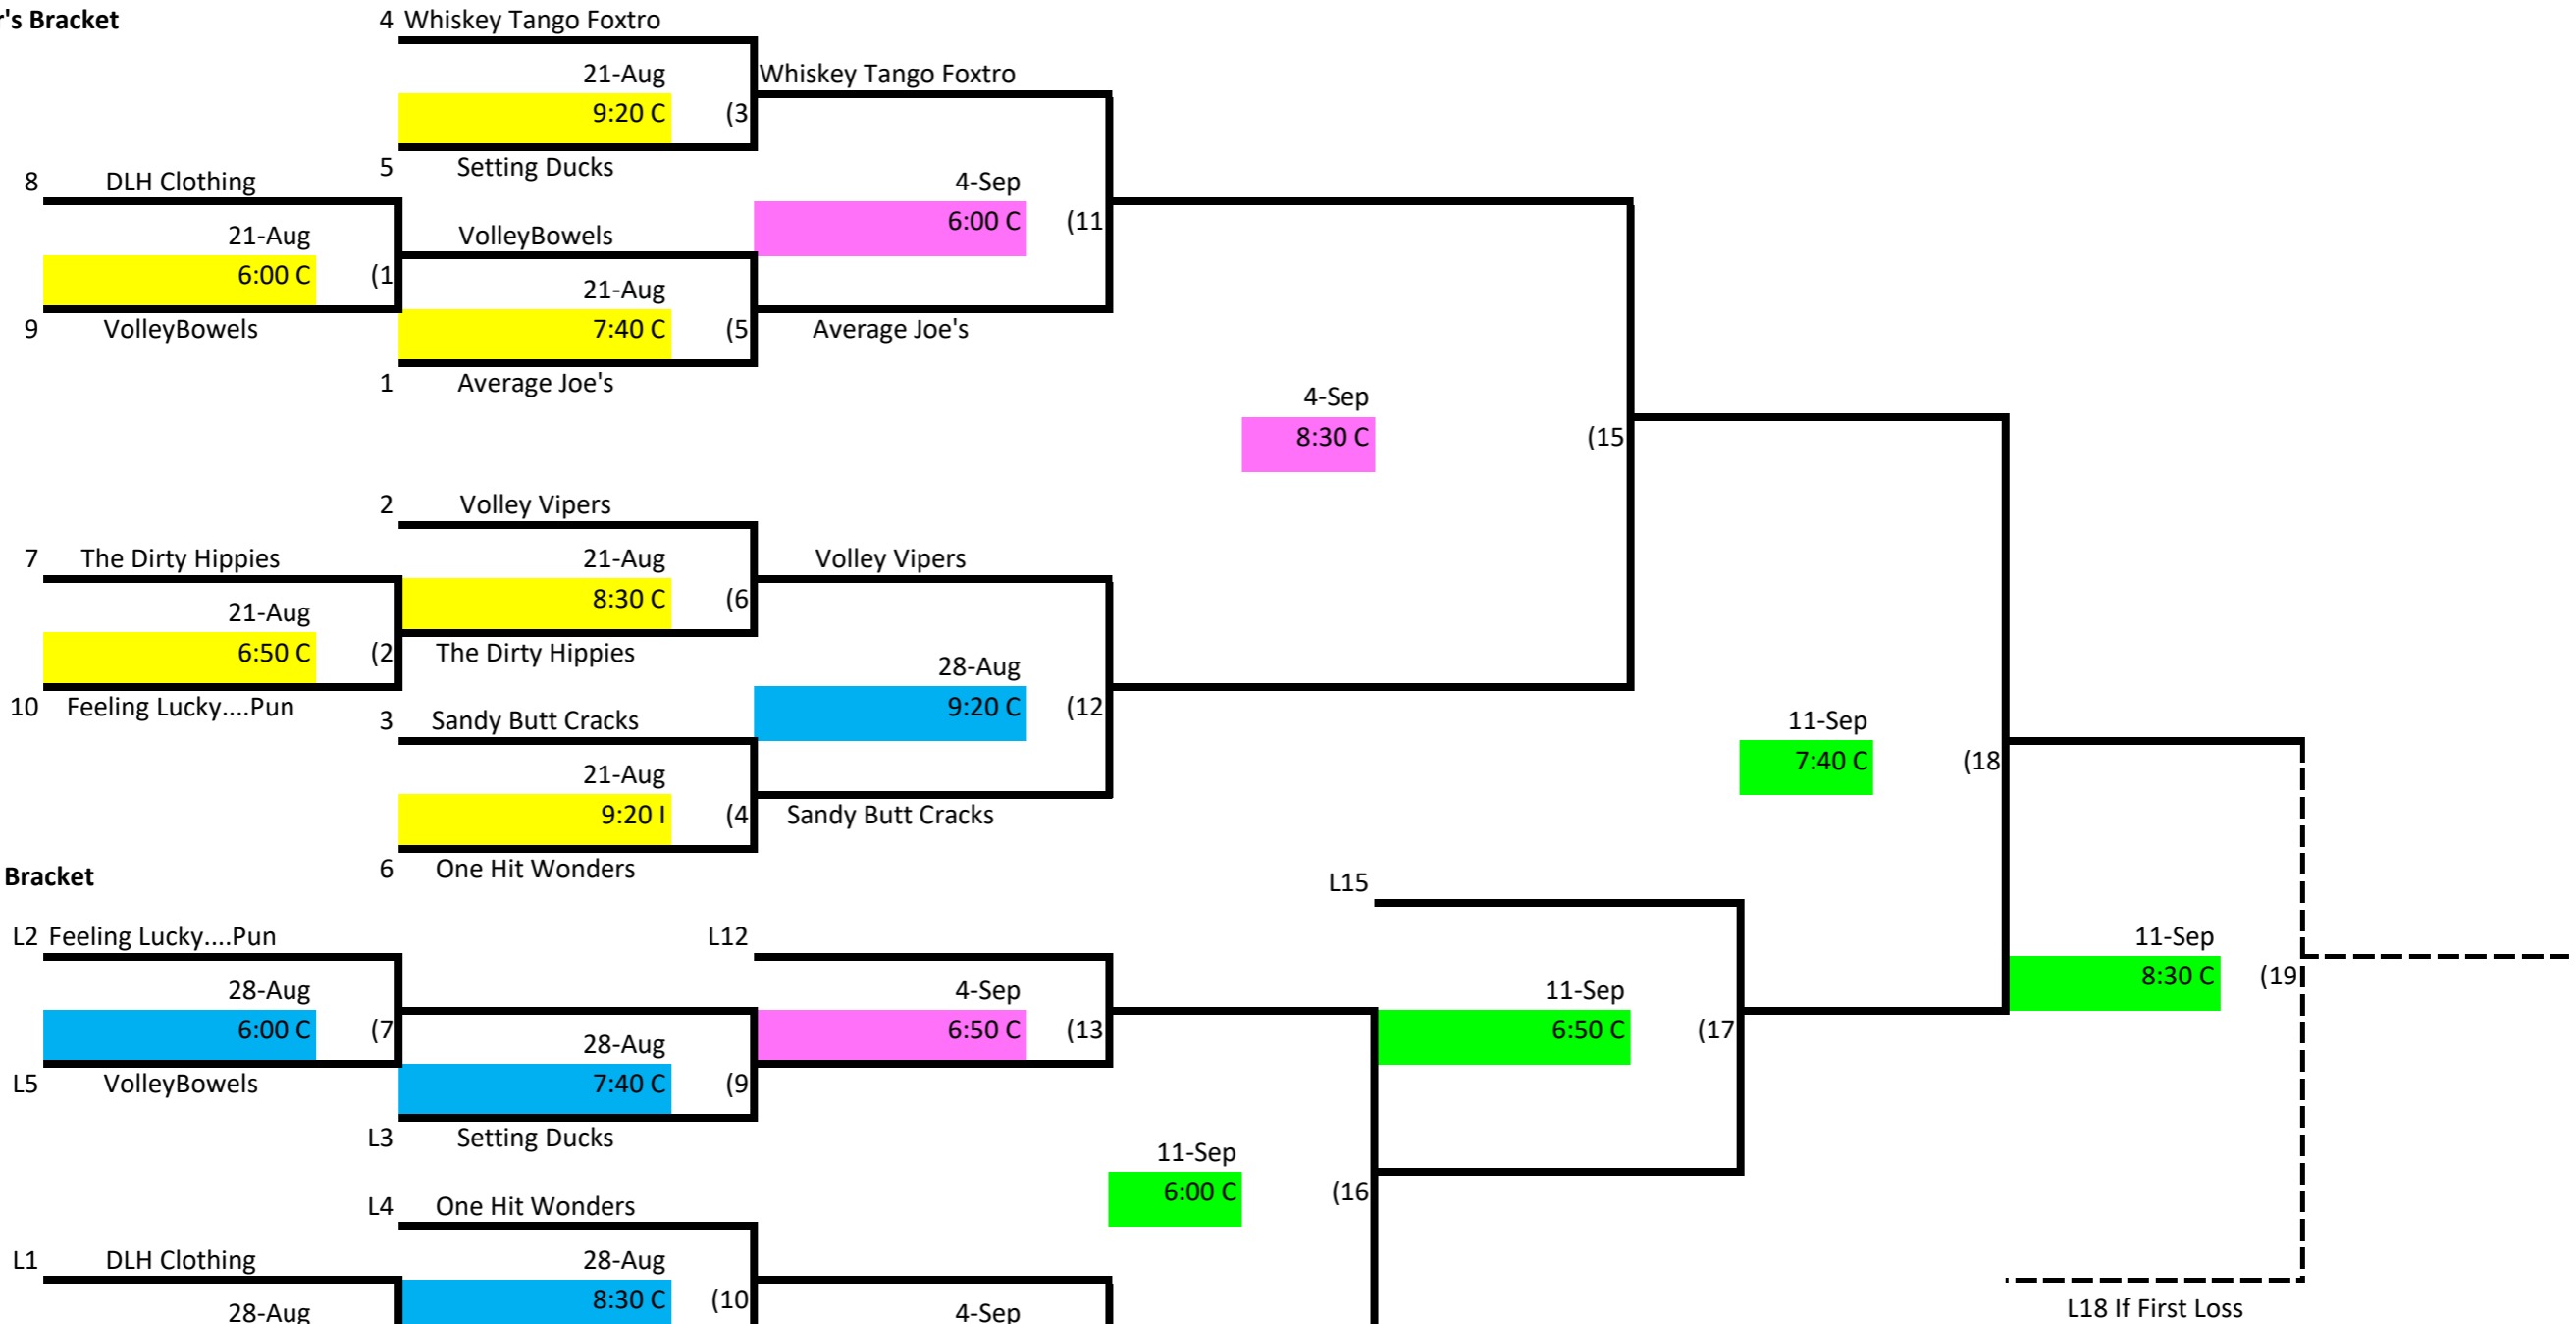 r's Bracket
4 Whiskey Tango Foxtro
21-Aug
Whiskey Tango Foxtro
9:20 C (3
5 Setting Ducks
8 DLH Clothing
4-Sep
6:00 C (11
21-Aug
VolleyBowels
6:00 C (1
21-Aug
9 VolleyBowels
7:40 C (5
Average Joe's
1 Average Joe's
4-Sep
8:30 C (15
2 Volley Vipers
7 The Dirty Hippies
21-Aug
Volley Vipers
8:30 C (6
21-Aug
6:50 C (2
The Dirty Hippies
28-Aug
9:20 C (12
10 Feeling Lucky....Pun
3 Sandy Butt Cracks
11-Sep
7:40 C (18
21-Aug
9:20 I (4
Sandy Butt Cracks
6 One Hit Wonders
Bracket
L15
L2 Feeling Lucky....Pun
L12
11-Sep
8:30 C (19
28-Aug
6:00 C (7
4-Sep
6:50 C (13
11-Sep
6:50 C (17
28-Aug
L5 VolleyBowels
7:40 C (9
L3 Setting Ducks
11-Sep
6:00 C (16
L4 One Hit Wonders
L1 DLH Clothing
28-Aug
8:30 C (10
28-Aug
4-Sep
L18 If First Loss